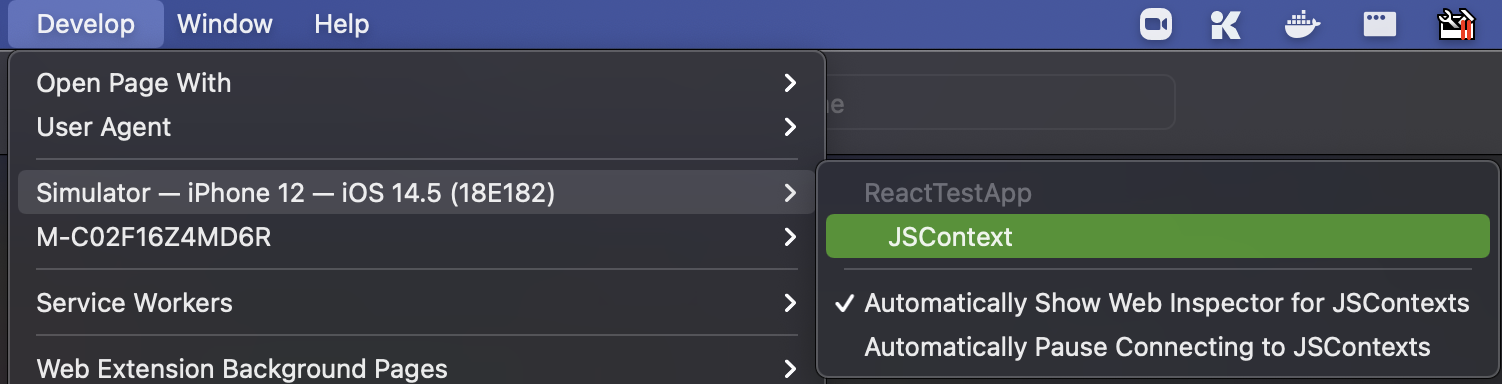 Develop Window Help
Open Page With
User Agent
Simulator — iPhone 12 — iOS 14.5 (18E182)
M-C02F16Z4MD6R
Service Workers
Web Extension Background Pages
ReactTestApp
JSContext
Automatically Show Web Inspector for JSContexts
Automatically Pause Connecting to JSContexts